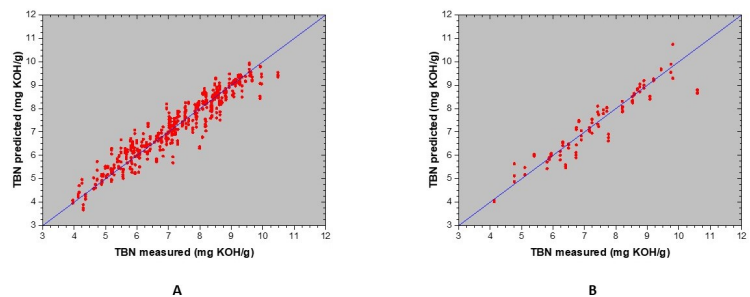 12
11
10
9
8
7
6
5
4
3
TBN predicted (mg KOH/g)
3 4 5 6 7 8 9 10 11 12
TBN measured (mg KOH/g)
A
12
11
10
9
8
7
6
5
4
3
TBN predicted (mg KOH/g)
3 4 5 6 7 8 9 10 11 12
TBN measured (mg KOH/g)
B